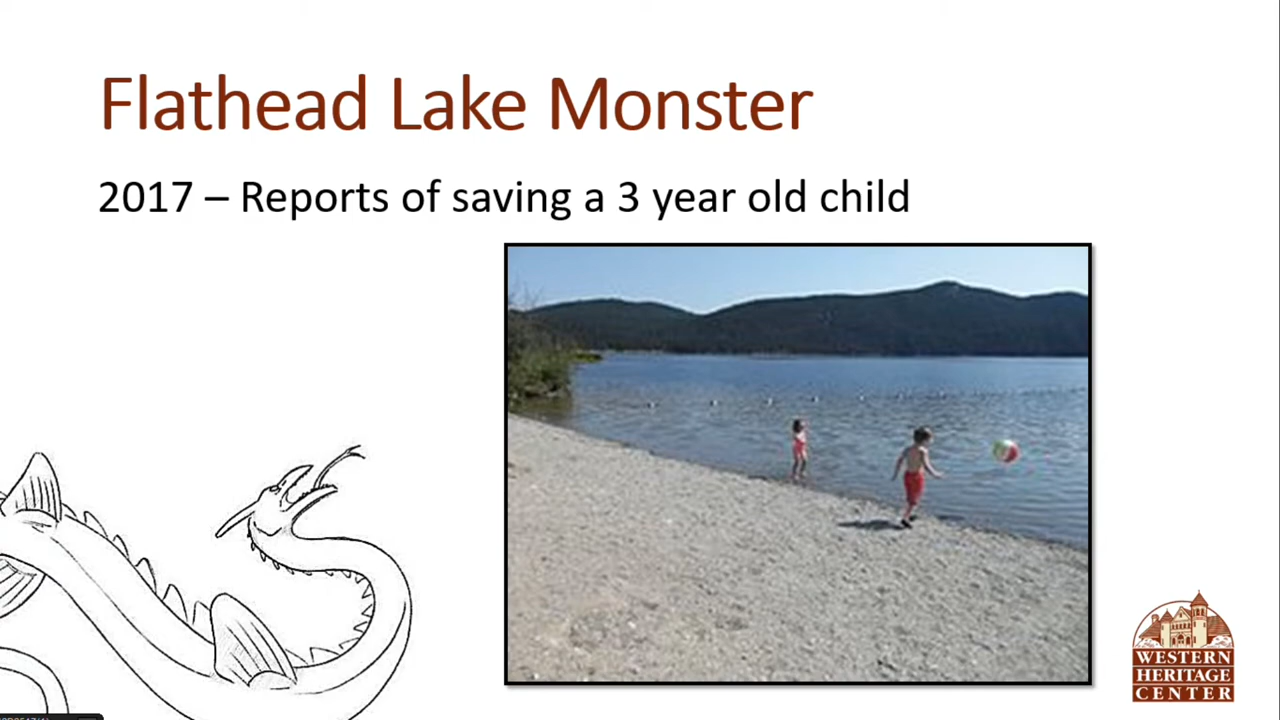 Flathead Lake Monster
2017 – Reports of saving a 3 year old child
WESTERN
HERITAGE
CENTER